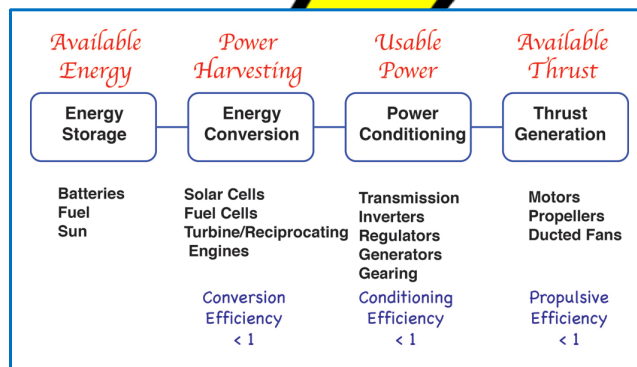 Available
Energy
Power
Harvesting
Usable
Power
Available
Thrust
Energy
Storage
Energy
Conversion
Power
Conditioning
Thrust
Generation
Batteries
Fuel
Sun
Solar Cells
Fuel Cells
Turbine/Reciprocating
Engines
Transmission
Inverters
Regulators
Generators
Gearing
Motors
Propellers
Ducted Fans
Conversion
Efficiency
< 1
Conditioning
Efficiency
< 1
Propulsive
Efficiency
< 1